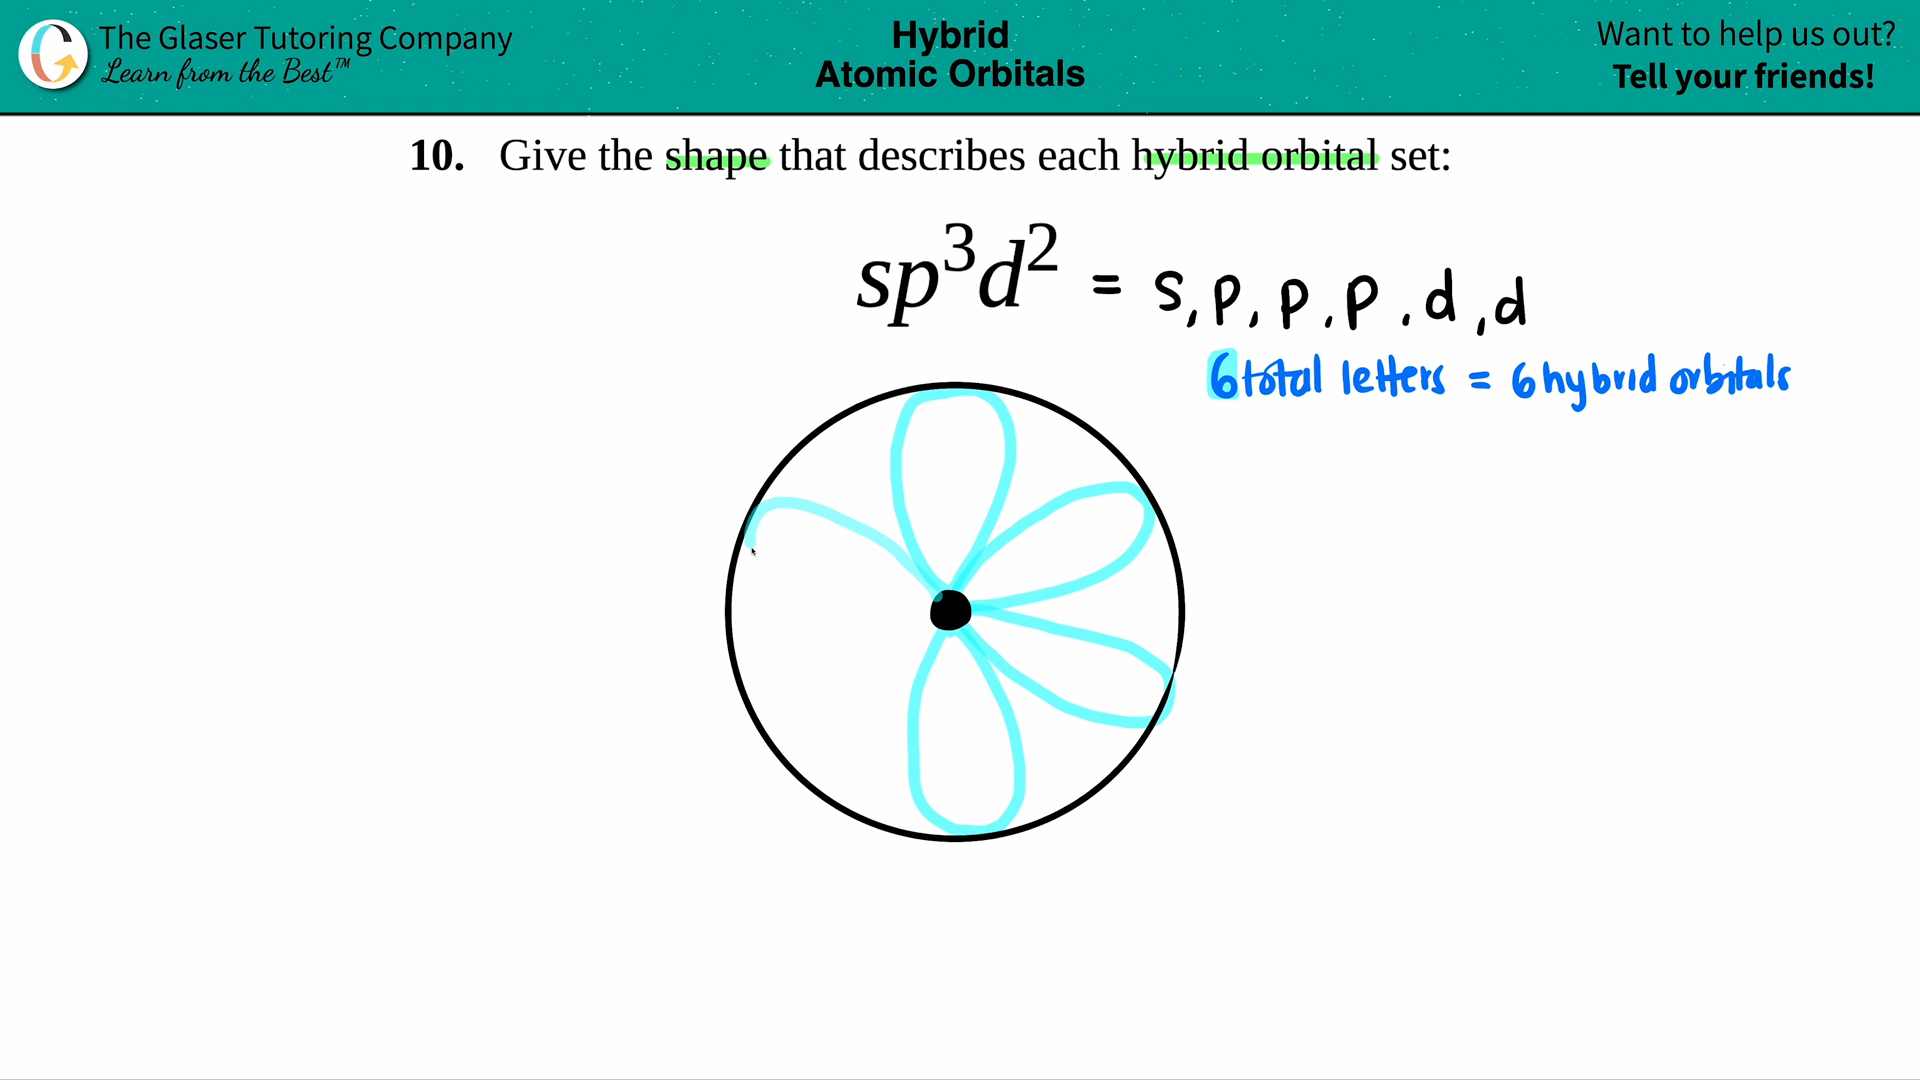 The Glaser Tutoring Company
Learn from the Best™
Hybrid
Atomic Orbitals
Want to help us out?
Tell your friends!
10. Give the shape that describes each hybrid orbital set:
sp³d² = s, p, p, p, d, d
6 total letters = 6 hybrid orbitals